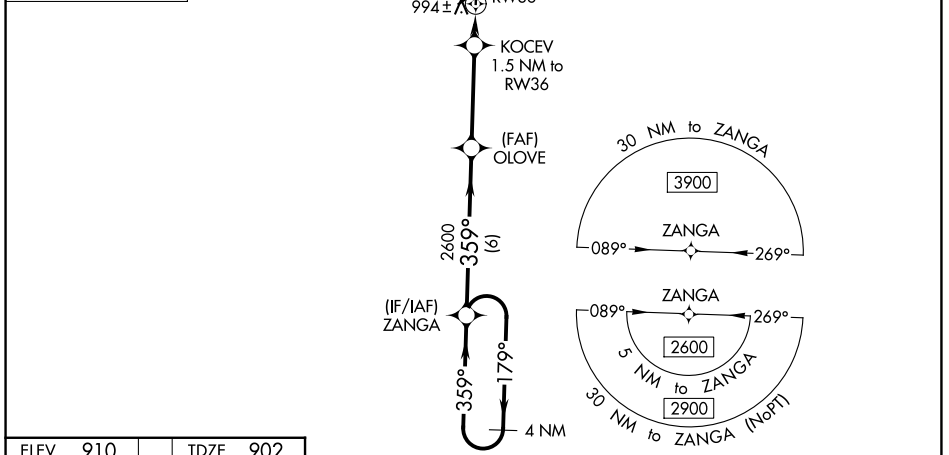 994±
KOCEV
1.5 NM to
RW36
(FAF)
OLOVE
2600
359°
(6)
(IF/IAF)
ZANGA
359°
179°
4 NM
30 NM to ZANGA
3900
ZANGA
089°
269°
ZANGA
089°
269°
2600
5 NM to ZANGA
2900
30 NM to ZANGA (NoPT)
ELEV 910
TDZE 902